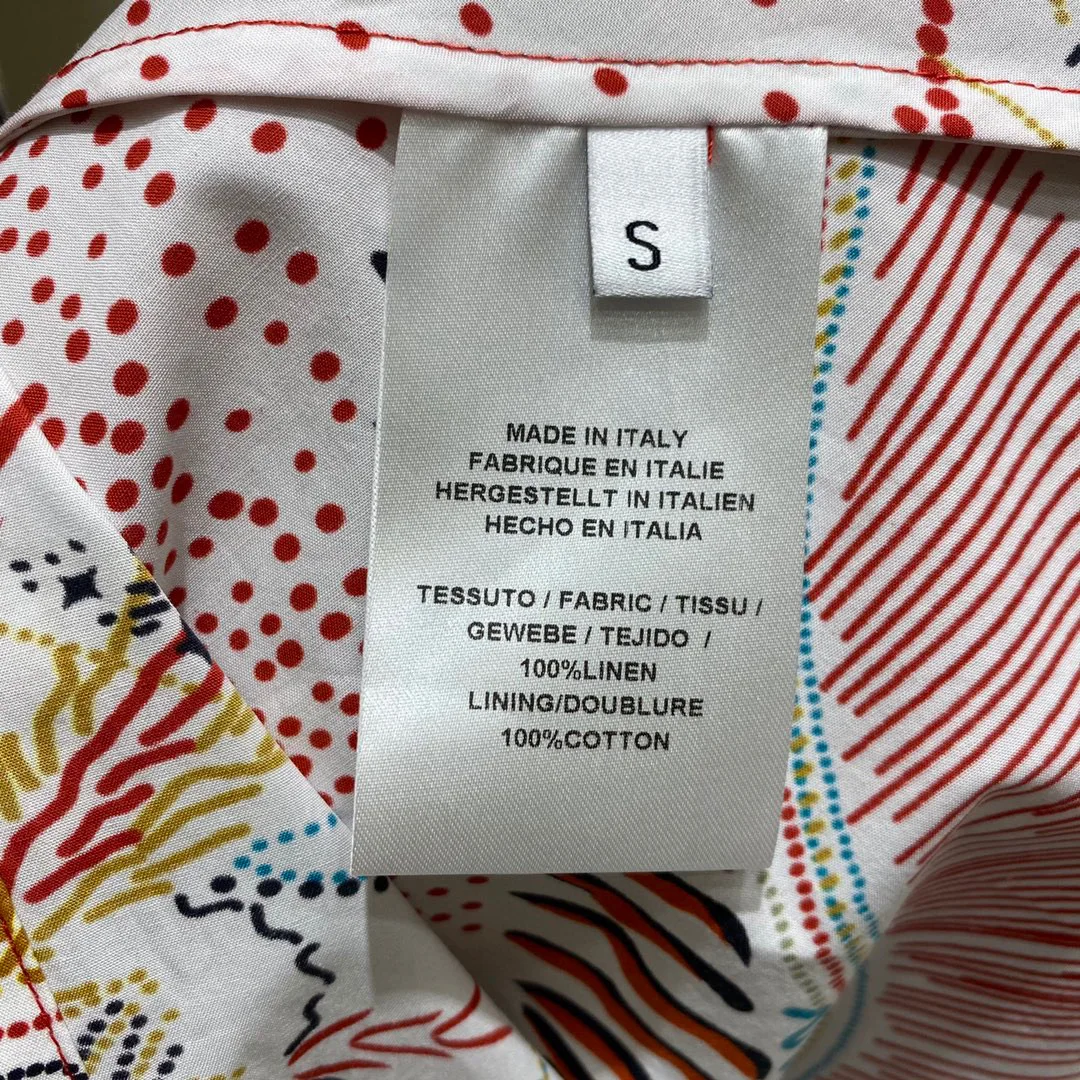 S
MADE IN ITALY
FABRIQUE EN ITALIE
HERGESTELLT IN ITALIEN
HECHO EN ITALIA
TESSUTO / FABRIC / TISSU /
GEWEBE / TEJIDO /
100%LINEN
LINING/DOUBLURE
100%COTTON